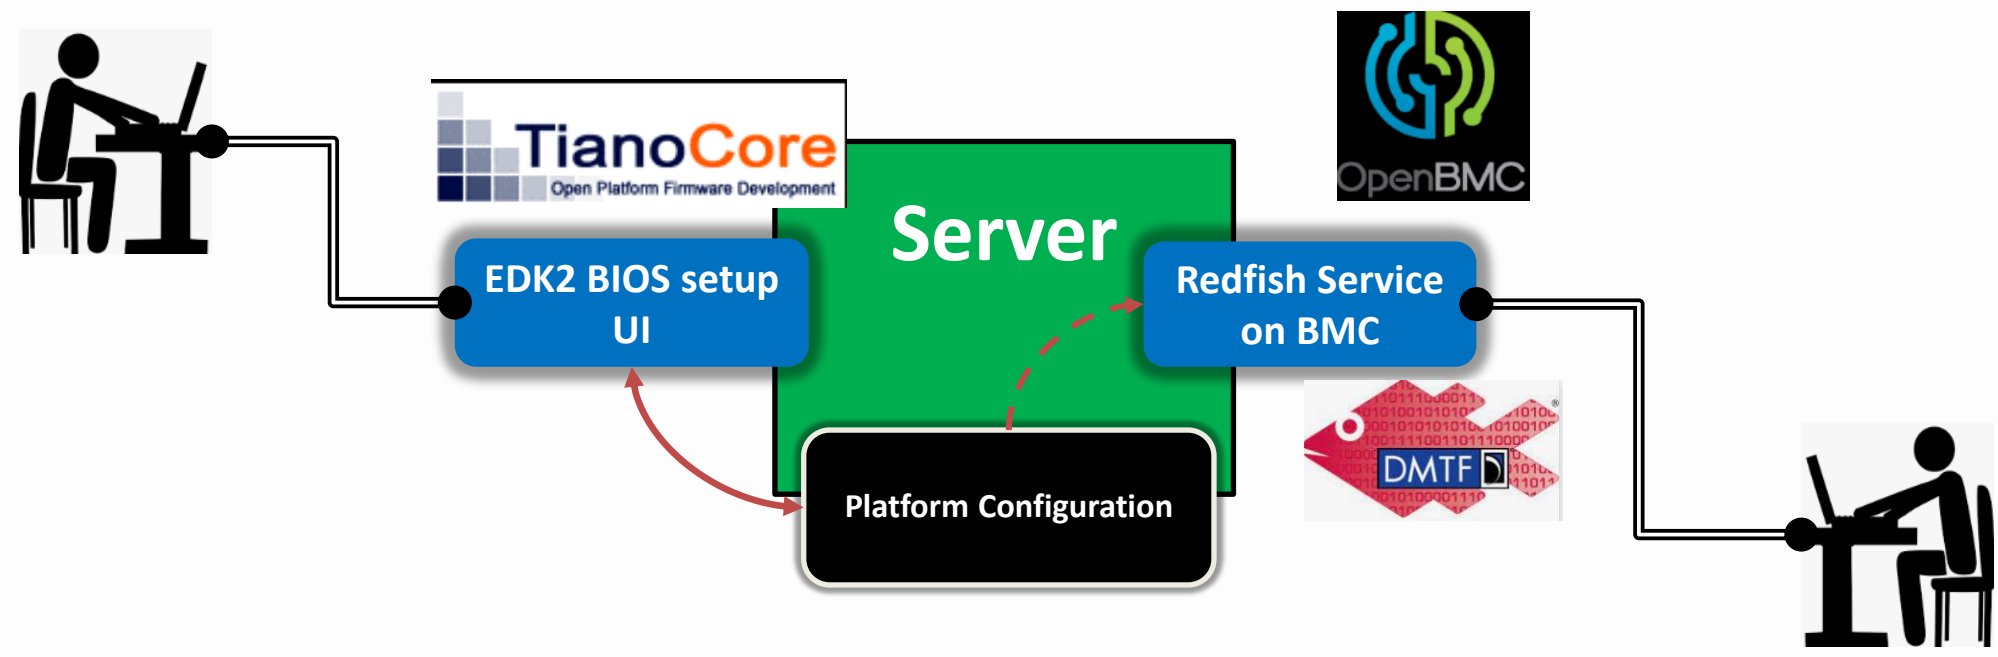 TianoCore
Open Platform Firmware Development
OpenBMC
Server
EDK2 BIOS setup
UI
Redfish Service
on BMC
DMTF
®
Platform Configuration